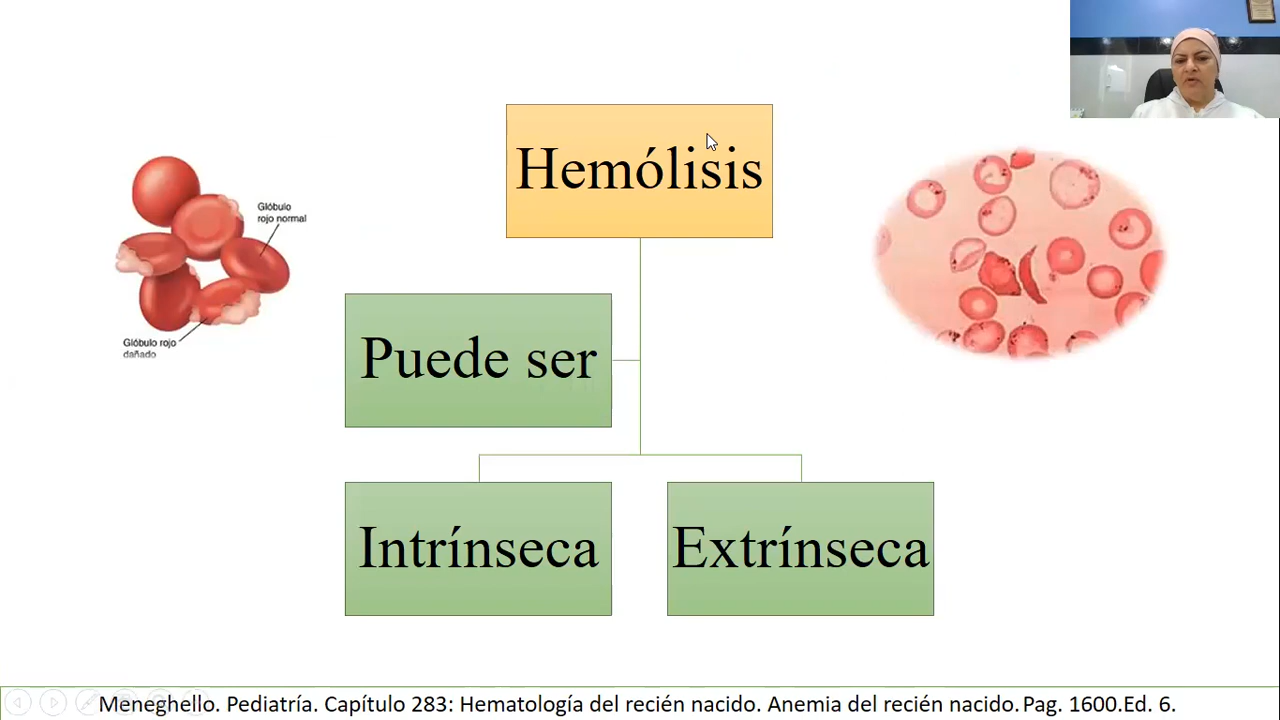 Hemólisis
Glóbulo
rojo normal
Glóbulo rojo
dañado
Puede ser
Intrínseca
Extrínseca
Meneghello. Pediatría. Capítulo 283: Hematología del recién nacido. Anemia del recién nacido. Pag. 1600.Ed. 6.